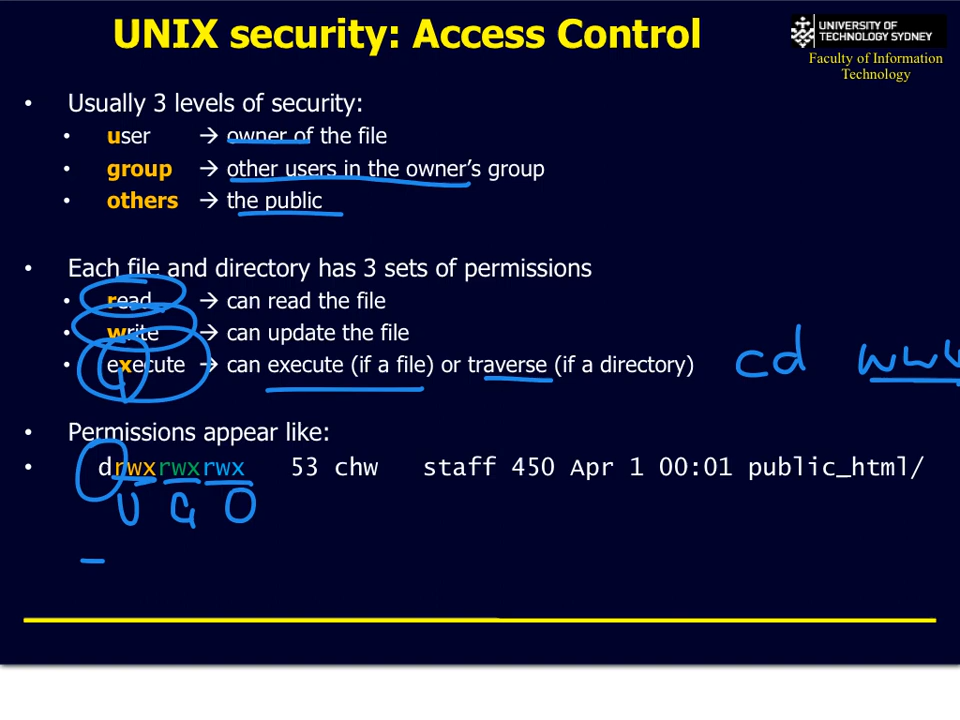 UNIX security: Access Control
UNIVERSITY OF
TECHNOLOGY SYDNEY
Faculty of Information
Technology
• Usually 3 levels of security:
• user → owner of the file
• group → other users in the owner's group
• others → the public
• Each file and directory has 3 sets of permissions
• read → can read the file
• write → can update the file
• execute → can execute (if a file) or traverse (if a directory)
cd www
• Permissions appear like:
• drwxrwxrwx 53 chw staff 450 Apr 1 00:01 public_html/
U G O
–